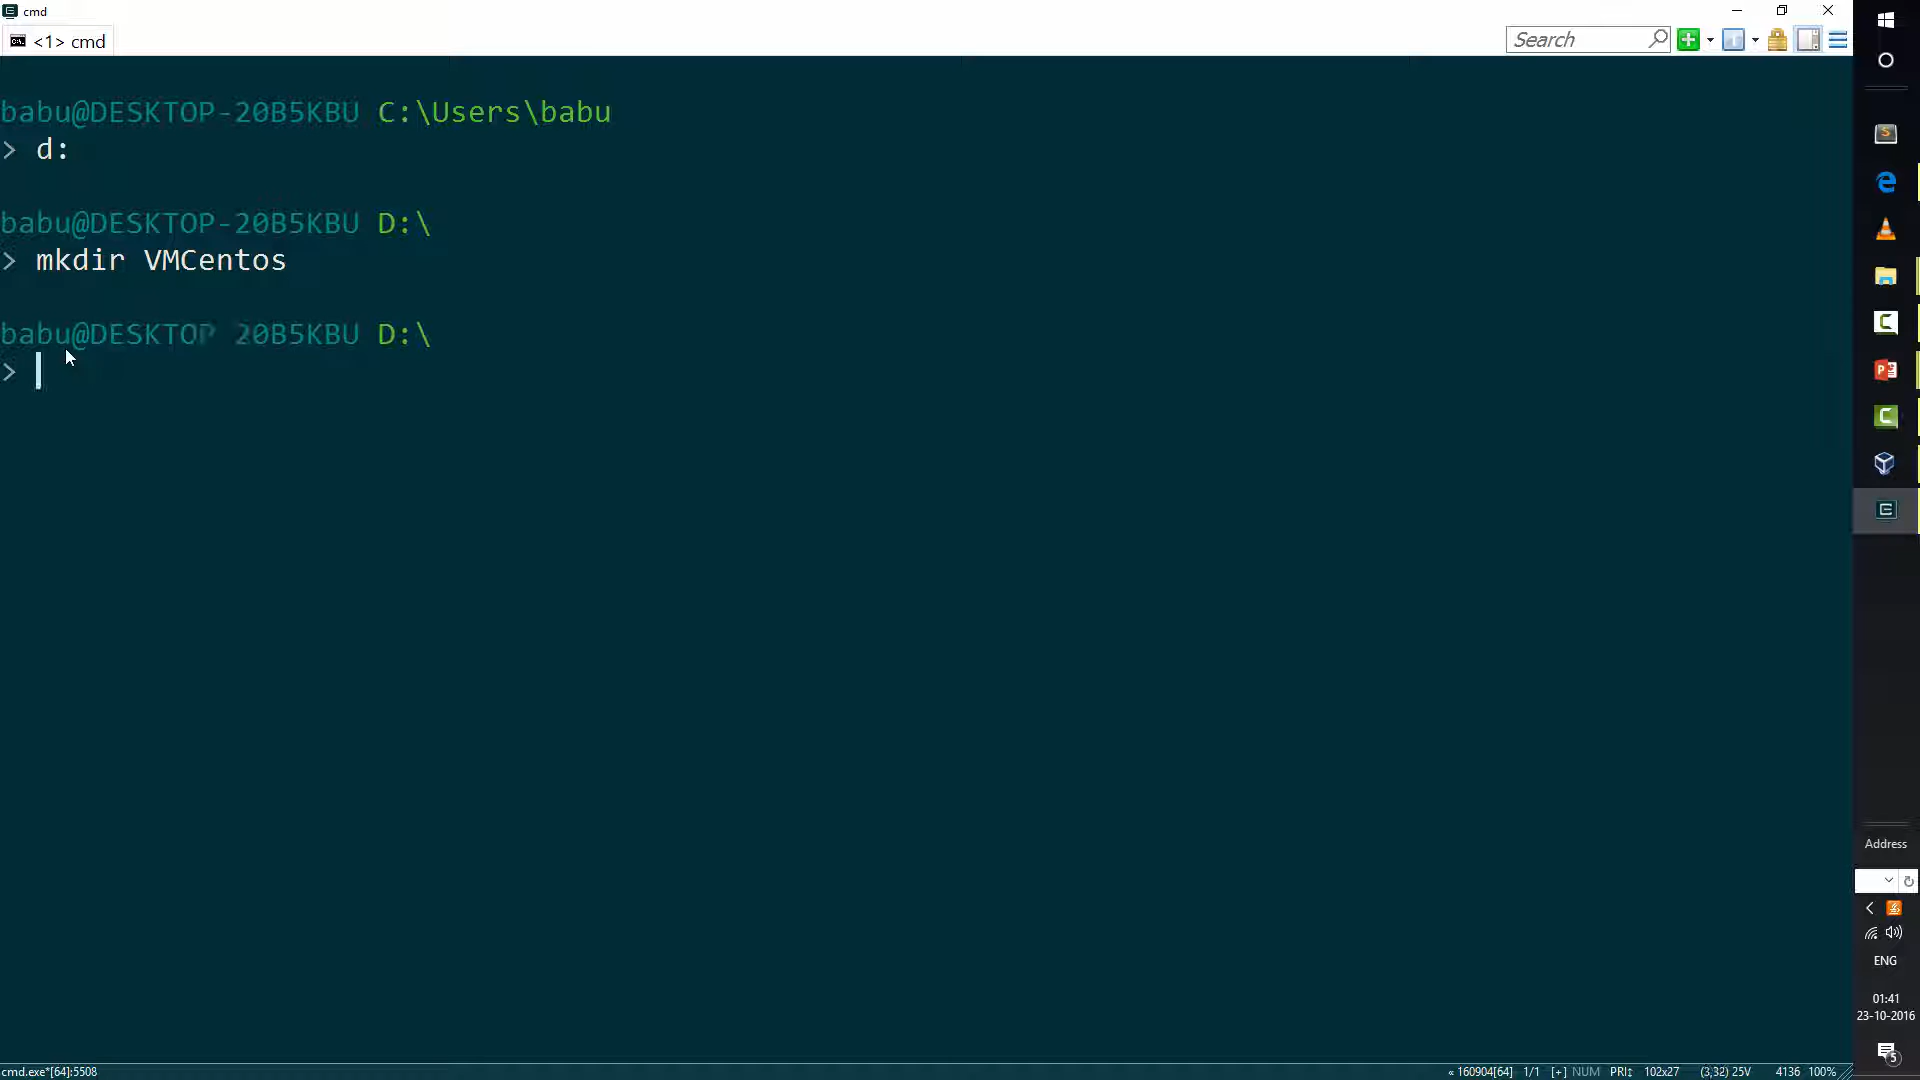 cmd
<1> cmd
Search
babu@DESKTOP-20B5KBU C:\Users\babu
> d:
babu@DESKTOP-20B5KBU D:\
> mkdir VMCentos
babu@DESKTOP 20B5KBU D:\
>
Address
ENG
01:41
23-10-2016
5
cmd.exe*[64]:5508
« 160904[64] 1/1 [+] NUM PRI↕ 102x27 (3,32) 25V 4136 100%